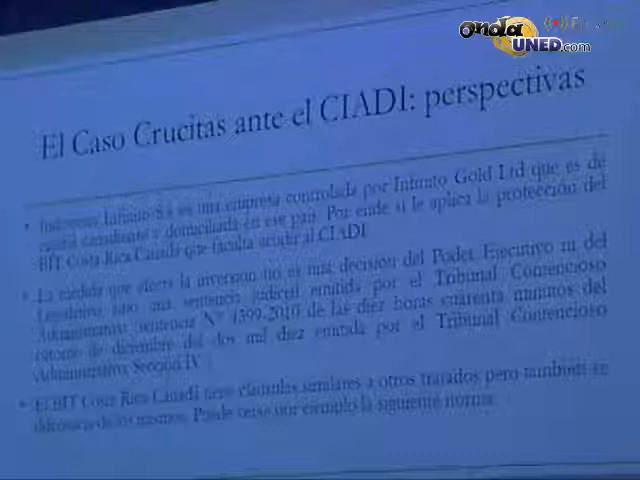 onda
UNED.com
El Caso Crucitas ante el CIADI: perspectivas
• Industrias Infinito SA es una empresa controlada por Infinito Gold Ltd que es de
capital canadiense y domiciliada en ese país. Por ende si le aplica la protección del
BIT Costa Rica Canadá que faculta acudir al CIADI
• La medida que afecta la inversión no es una decisión del Poder Ejecutivo ni del
Legislativo sino una sentencia judicial emitida por el Tribunal Contencioso
Administrativo, sentencia N° 4399-2010 de las diez horas cuarenta minutos del
catorce de diciembre del dos mil diez emitida por el Tribunal Contencioso
Administrativo, Sección IV
• El BIT Costa Rica Canadá tiene cláusulas similares a otros tratados pero también se
diferencia de los mismos. Puede verse por ejemplo la siguiente norma: